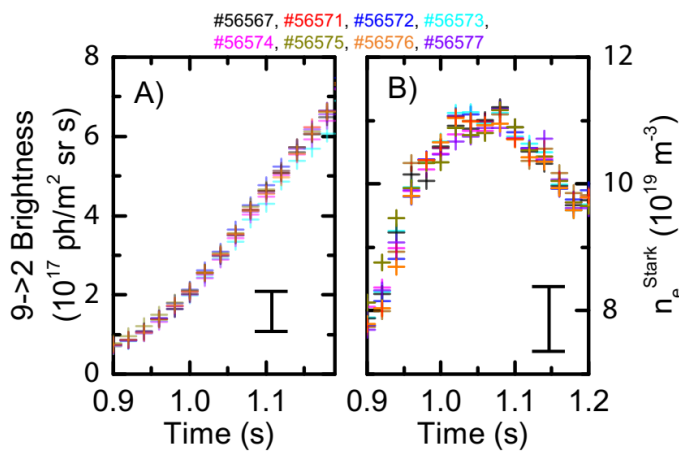 #56567, #56571, #56572, #56573,
#56574, #56575, #56576, #56577
A)
B)
9->2 Brightness
(10^17 ph/m^2 sr s)
8
6
4
2
0
0.9 1.0 1.1
Time (s)
0.9 1.0 1.1 1.2
Time (s)
12
10
8
n_e^Stark (10^19 m^-3)